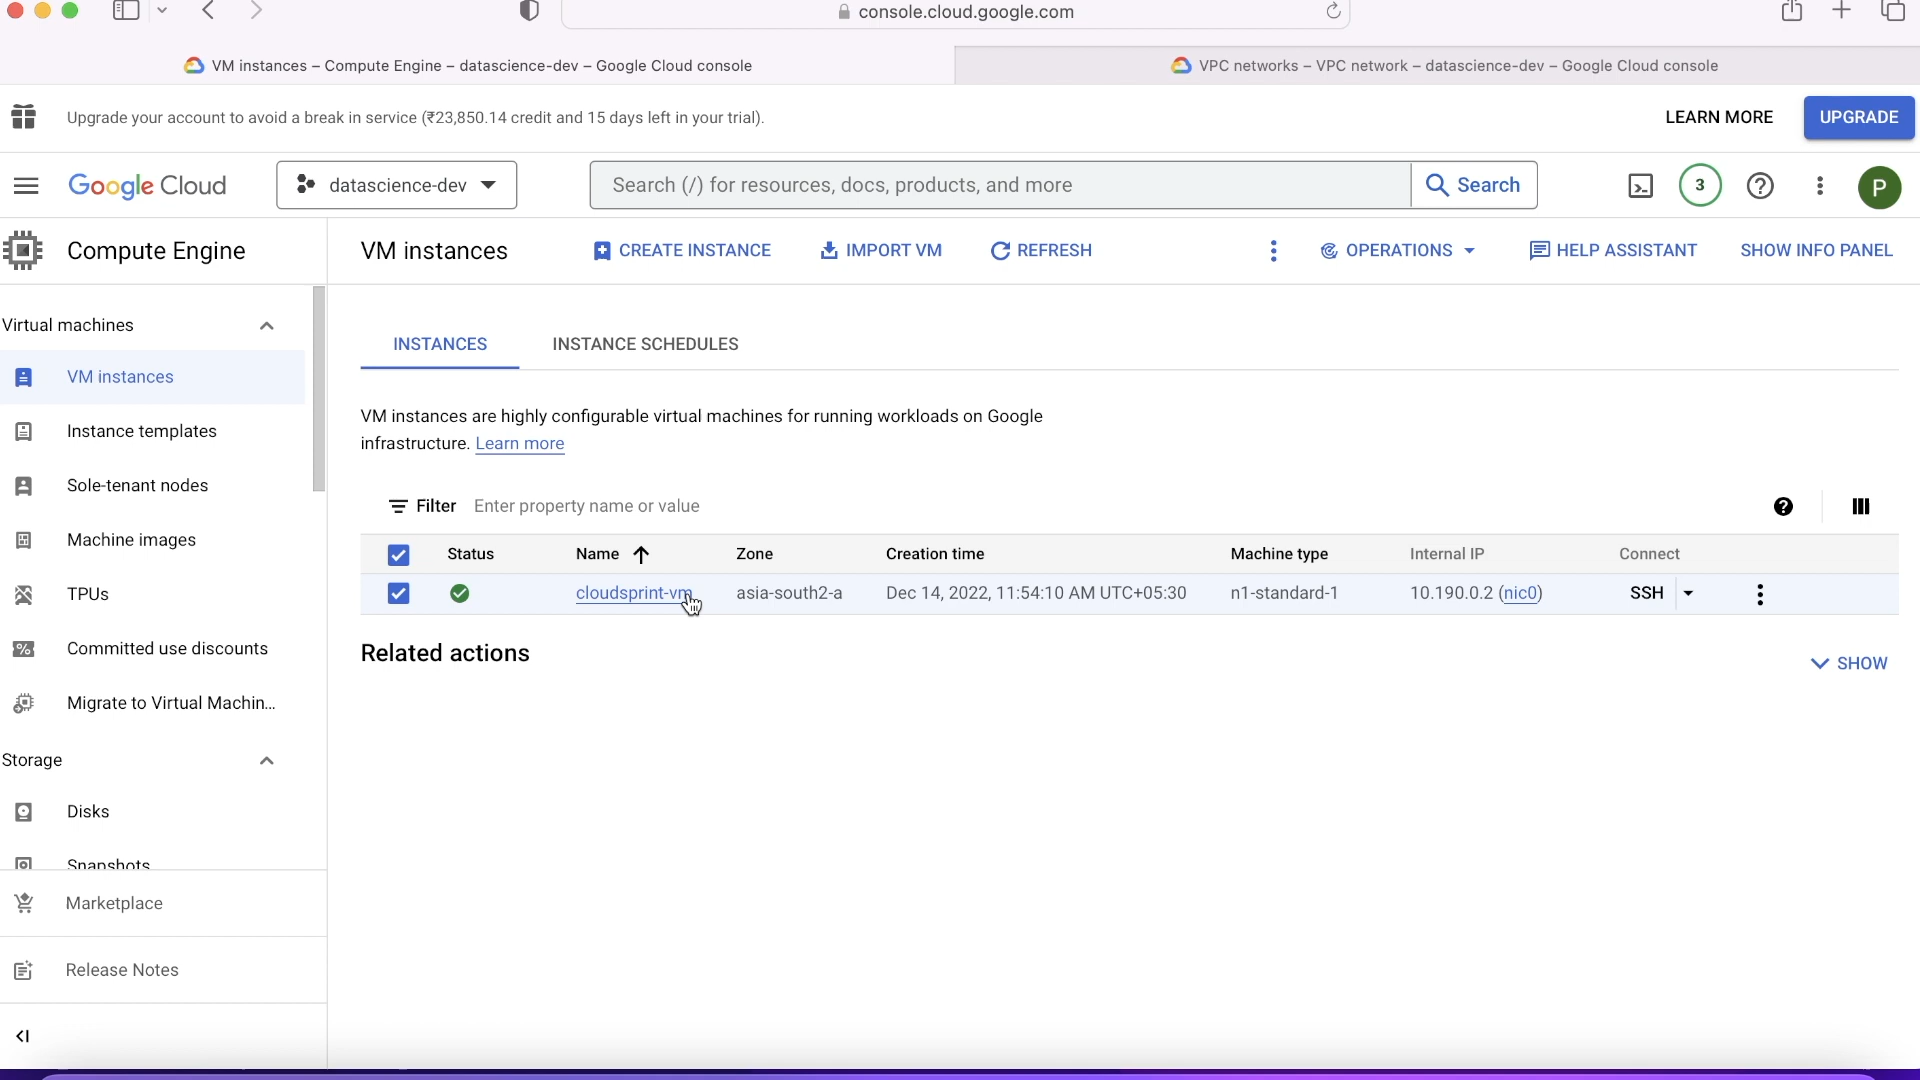 console.cloud.google.com
VM instances – Compute Engine – datascience-dev – Google Cloud console
VPC networks – VPC network – datascience-dev – Google Cloud console
Upgrade your account to avoid a break in service (₹23,850.14 credit and 15 days left in your trial).
LEARN MORE
UPGRADE
Google Cloud
datascience-dev
Search (/) for resources, docs, products, and more
Search
3
P
Compute Engine
VM instances
CREATE INSTANCE
IMPORT VM
REFRESH
OPERATIONS
HELP ASSISTANT
SHOW INFO PANEL
Virtual machines
VM instances
Instance templates
Sole-tenant nodes
Machine images
TPUs
Committed use discounts
Migrate to Virtual Machin...
Storage
Disks
Snapshots
Marketplace
Release Notes
INSTANCES
INSTANCE SCHEDULES
VM instances are highly configurable virtual machines for running workloads on Google
infrastructure. Learn more
Filter Enter property name or value
Status Name Zone Creation time Machine type Internal IP Connect
cloudsprint-vm asia-south2-a Dec 14, 2022, 11:54:10 AM UTC+05:30 n1-standard-1 10.190.0.2 (nic0) SSH
Related actions
SHOW